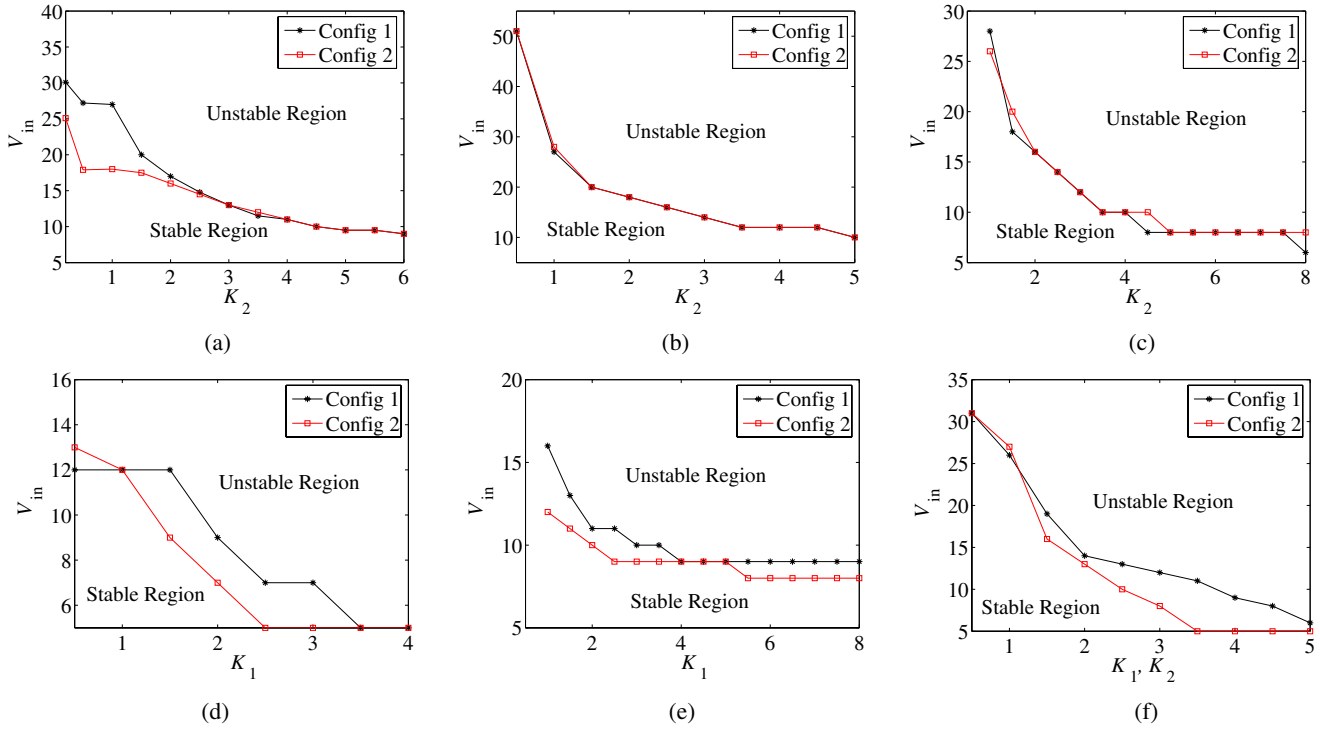 40
35
30
25
20
15
10
5
V_in
1 2 3 4 5 6
K_2
Config 1
Config 2
Unstable Region
Stable Region
(a)
50
40
30
20
10
V_in
1 2 3 4 5
K_2
Config 1
Config 2
Unstable Region
Stable Region
(b)
30
25
20
15
10
5
V_in
2 4 6 8
K_2
Config 1
Config 2
Unstable Region
Stable Region
(c)
16
14
12
10
8
6
V_in
1 2 3 4
K_1
Config 1
Config 2
Unstable Region
Stable Region
(d)
20
15
10
5
V_in
2 4 6 8
K_1
Config 1
Config 2
Unstable Region
Stable Region
(e)
35
30
25
20
15
10
5
V_in
1 2 3 4 5
K_1, K_2
Config 1
Config 2
Unstable Region
Stable Region
(f)